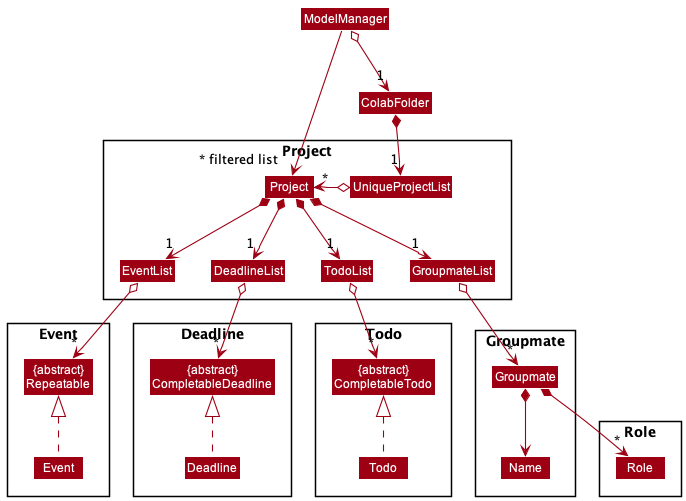 ModelManager
1
ColabFolder
Project
* filtered list
1
*
Project
UniqueProjectList
1
1
1
1
EventList
DeadlineList
TodoList
GroupmateList
Event
Deadline
Todo
Groupmate
*
*
*
*
{abstract}
Repeatable
{abstract}
CompletableDeadline
{abstract}
CompletableTodo
Groupmate
Role
*
Event
Deadline
Todo
Name
Role